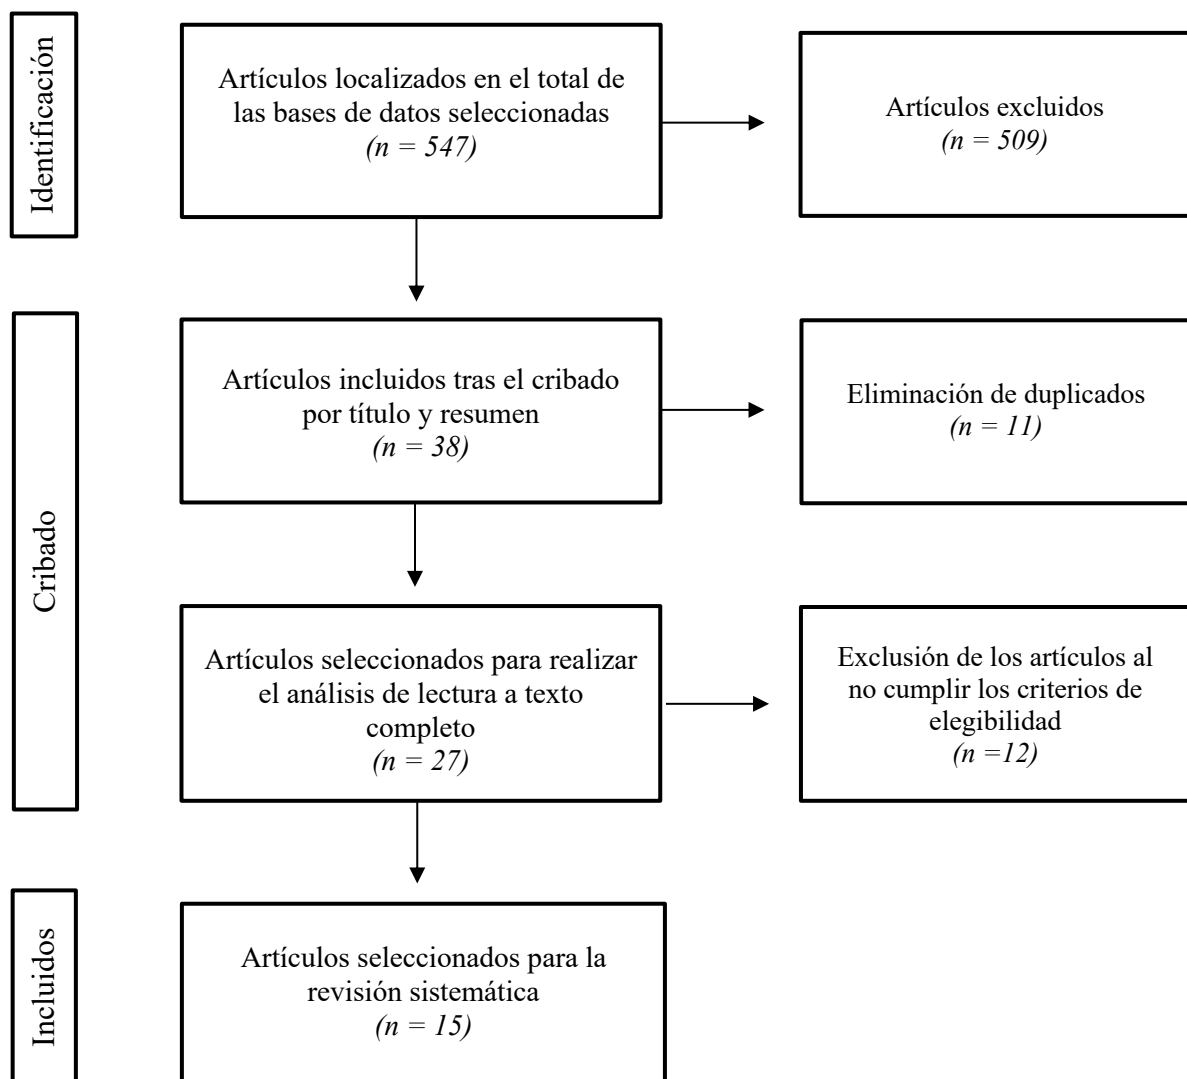 Identificación
Artículos localizados en el total de
las bases de datos seleccionadas
(n = 547)
Artículos excluidos
(n = 509)
Cribado
Artículos incluidos tras el cribado
por título y resumen
(n = 38)
Eliminación de duplicados
(n = 11)
Artículos seleccionados para realizar
el análisis de lectura a texto
completo
(n = 27)
Exclusión de los artículos al
no cumplir los criterios de
elegibilidad
(n =12)
Incluidos
Artículos seleccionados para la
revisión sistemática
(n = 15)